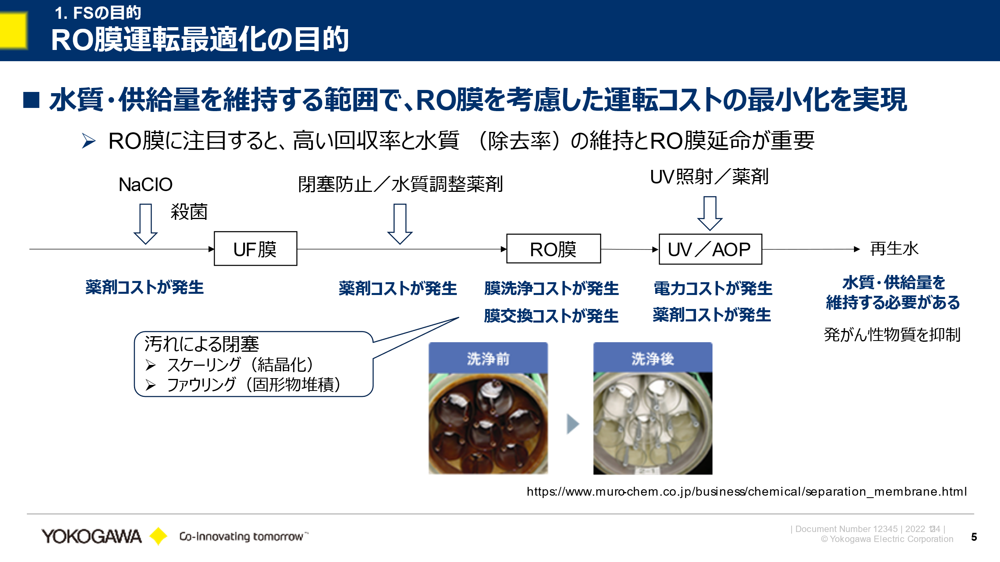 1. FSの目的
RO膜運転最適化の目的
水質・供給量を維持する範囲で、RO膜を考慮した運転コストの最小化を実現
RO膜に注目すると、高い回収率と水質（除去率）の維持とRO膜延命が重要
NaClO
殺菌
閉塞防止／水質調整薬剤
UV照射／薬剤
UF膜
RO膜
UV／AOP
再生水
薬剤コストが発生
薬剤コストが発生
膜洗浄コストが発生
膜交換コストが発生
電力コストが発生
薬剤コストが発生
水質・供給量を
維持する必要がある
発がん性物質を抑制
汚れによる閉塞
スケーリング（結晶化）
ファウリング（固形物堆積）
洗浄前
洗浄後
2-1
https://www.muro-chem.co.jp/business/chemical/separation_membrane.html
YOKOGAWA
Co-innovating tomorrow™
| Document Number 12345 | 2022 |
© Yokogawa Electric Corporation
5